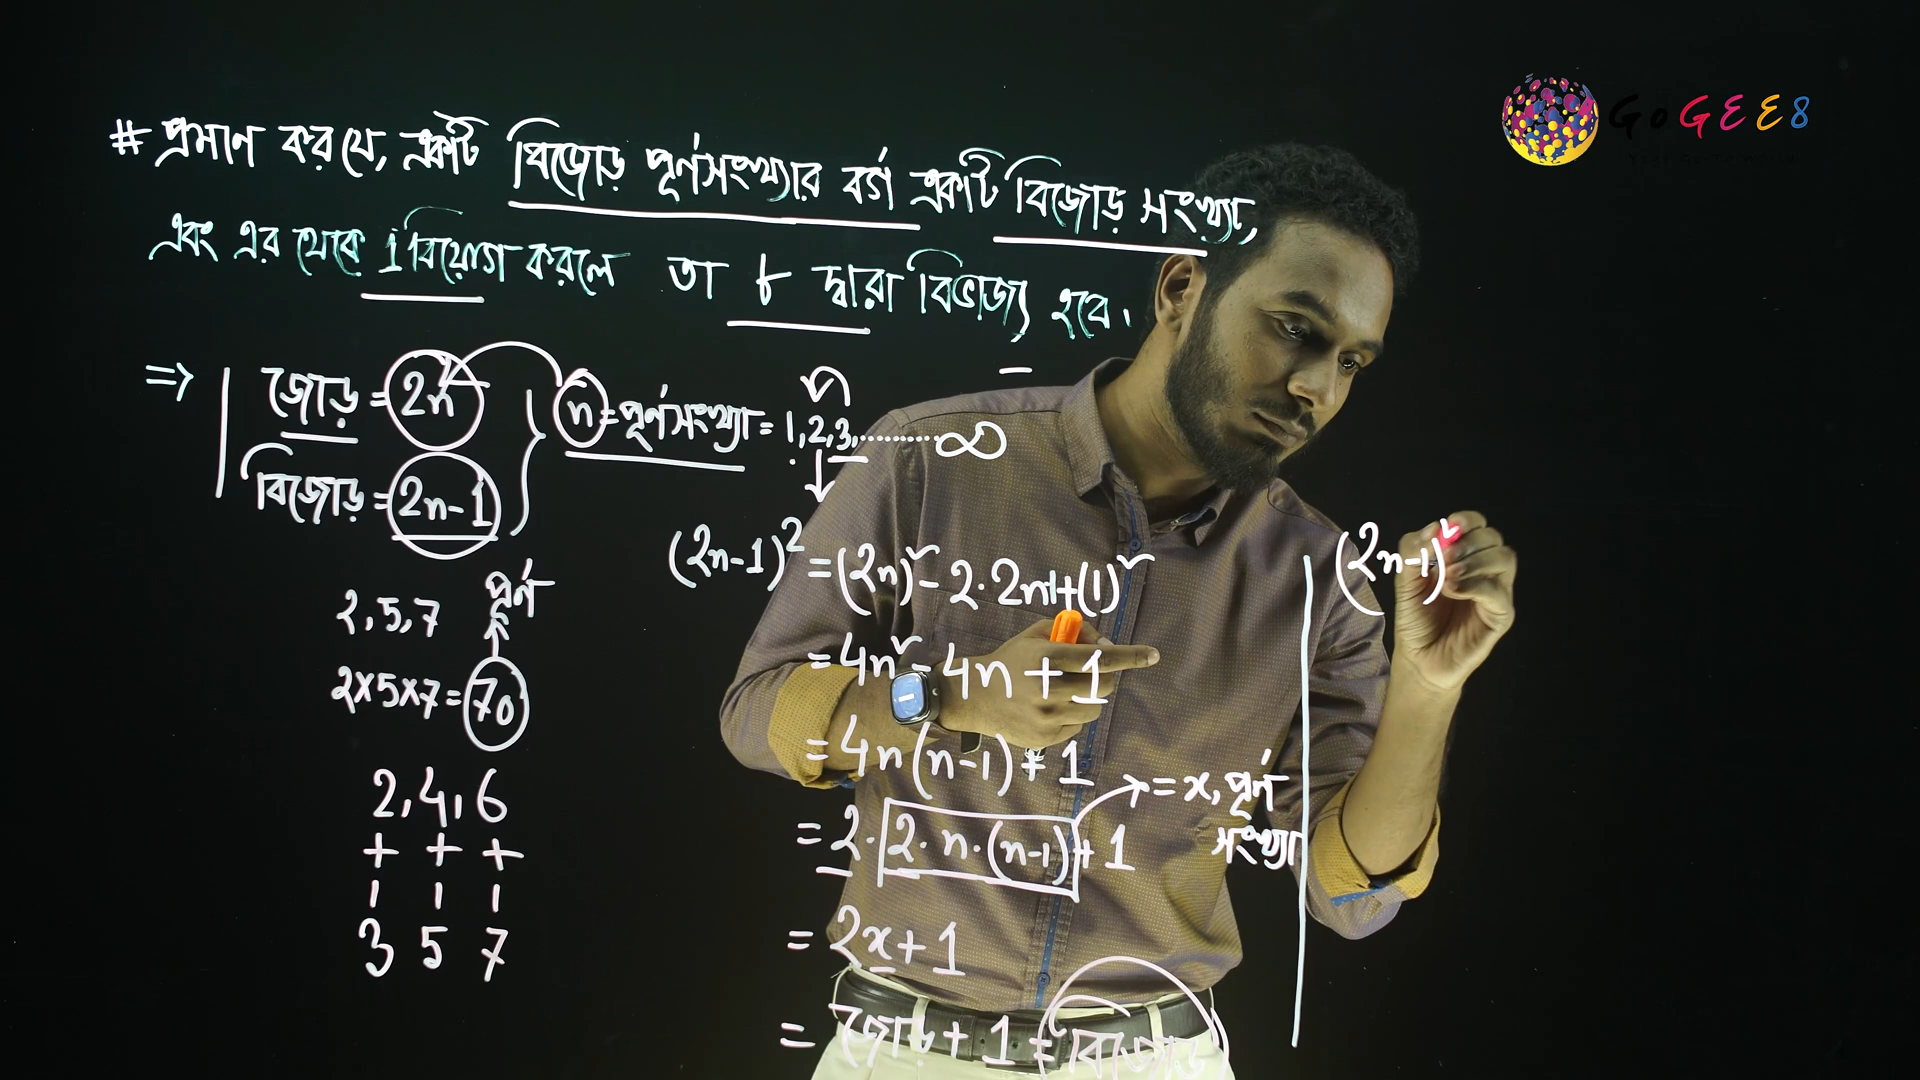 # প্রমাণ কর যে, একটি বিজোড় পূর্ণসংখ্যার বর্গ একটি বিজোড় সংখ্যা,
এবং এর থেকে 1 বিয়োগ করলে তা ৮ দ্বারা বিভাজ্য হবে।
=> জোড় = 2n
বিজোড় = 2n-1
n = পূর্ণসংখ্যা = 1,2,3,..........∞
2,5,7
পূর্ণ
2×5×7=70
2,4,6
+ + +
1 1 1
3 5 7
(2n-1)² = (2n)² - 2·2n·1+(1)²
= 4n² - 4n + 1
= 4n(n-1) + 1
= 2·2·n·(n-1) + 1
= x, পূর্ণ
সংখ্যা
= 2x+1
= জোড় + 1 = বিজোড়
(2n-1)²
GoGEE8